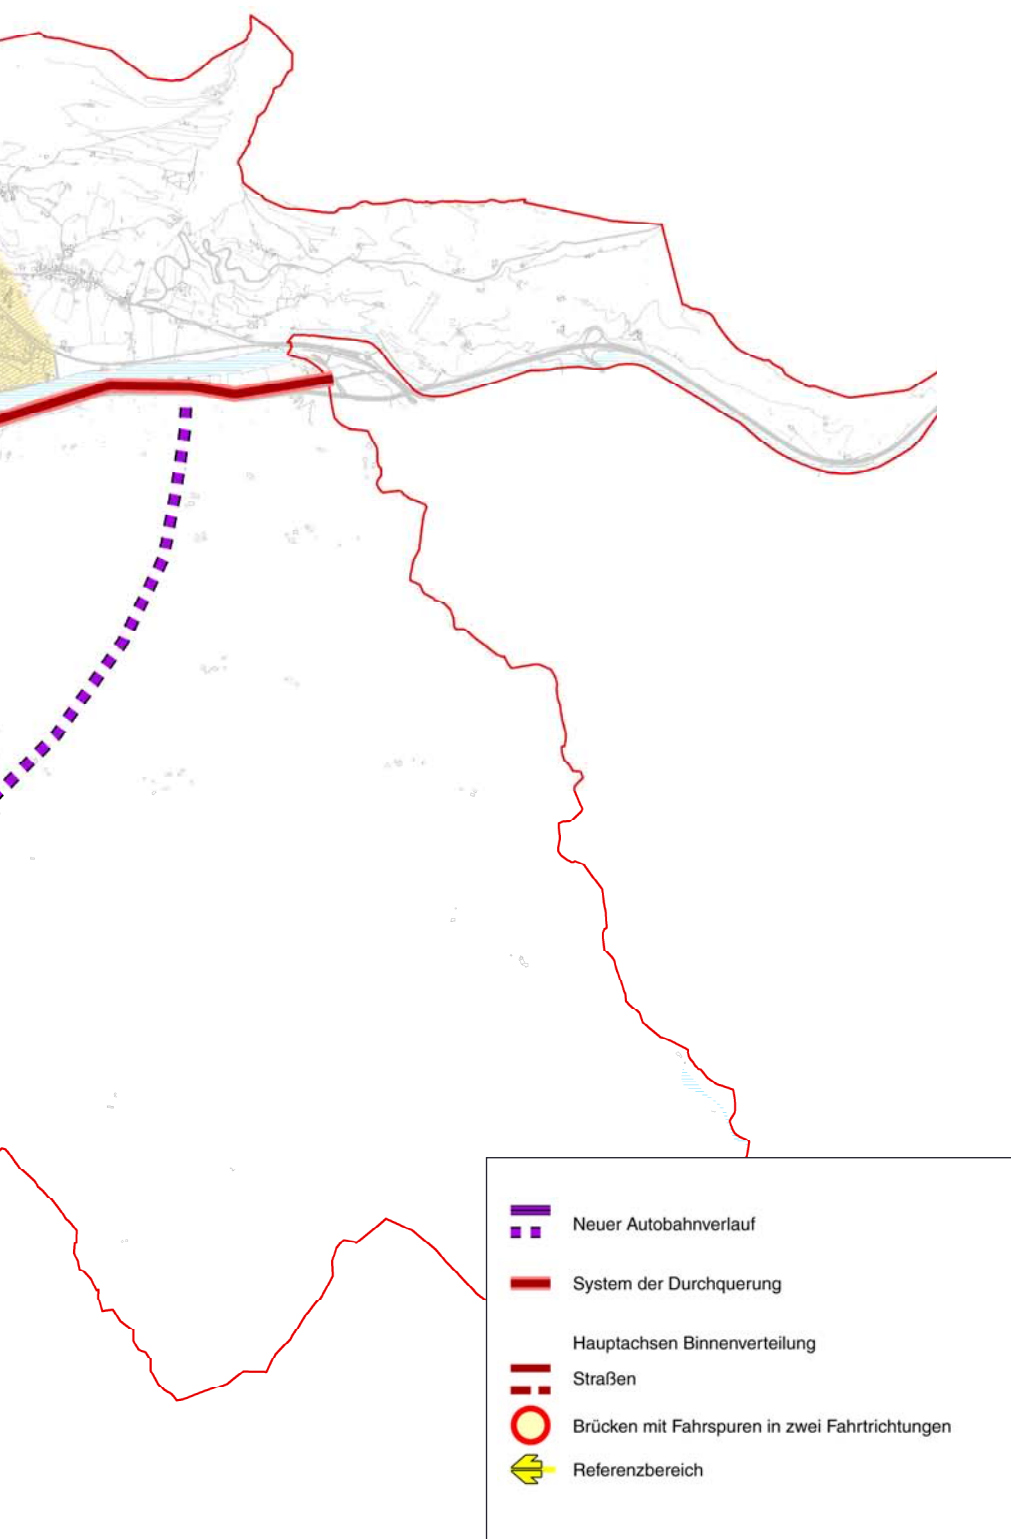 Neuer Autobahnverlauf
System der Durchquerung
Hauptachsen Binnenverteilung
Straßen
Brücken mit Fahrspuren in zwei Fahrtrichtungen
Referenzbereich